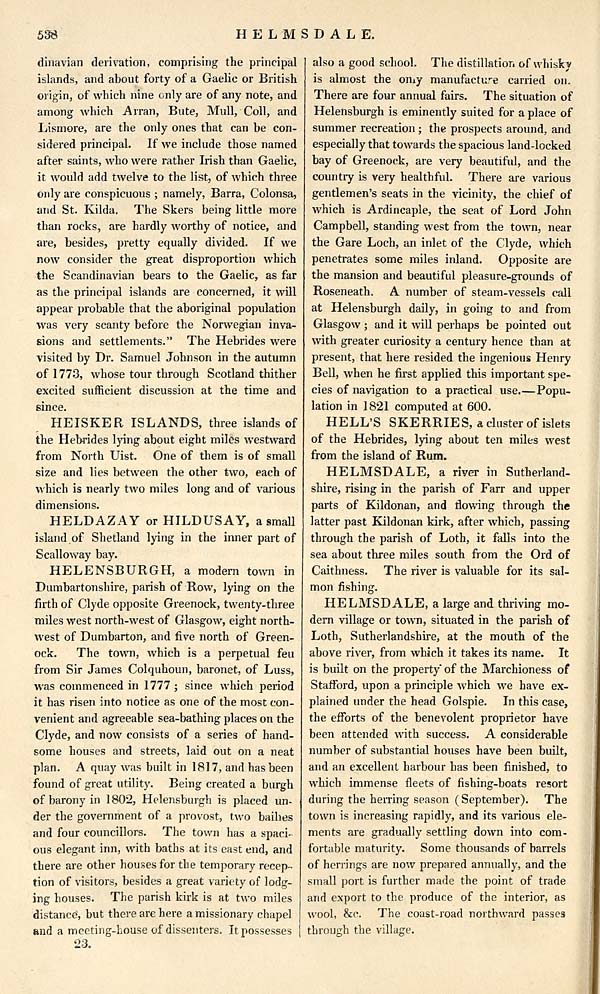 538
HELMSDALE.
dinavian derivation, comprising the principal
islands, and about forty of a Gaelic or British
origin, of which nine only are of any note, and
among which Arran, Bute, Mull, Coll, and
Lismore, are the only ones that can be con-
sidered principal. If we include those named
after saints, who were rather Irish than Gaelic,
it would add twelve to the list, of which three
only are conspicuous ; namely, Barra, Colonsa,
and St. Kilda. The Skers being little more
than rocks, are hardly worthy of notice, and
are, besides, pretty equally divided. If we
now consider the great disproportion which
the Scandinavian bears to the Gaelic, as far
as the principal islands are concerned, it will
appear probable that the aboriginal population
was very scanty before the Norwegian inva-
sions and settlements." The Hebrides were
visited by Dr. Samuel Johnson in the autumn
of 1773, whose tour through Scotland thither
excited sufficient discussion at the time and
since.
HEISKER ISLANDS, three islands of
the Hebrides lying about eight miles westward
from North Uist. One of them is of small
size and lies between the other two, each of
which is nearly two miles long and of various
dimensions.
HELDAZAY or HILDUSAY, a small
island of Shetland lying in the inner part of
Scalloway bay.
HELENSBURGH, a modern town in
Dumbartonshire, parish of Row, lying on the
firth of Clyde opposite Greenock, twenty-three
miles west north-west of Glasgow, eight north-
west of Dumbarton, and five north of Green-
ock. The town, which is a perpetual feu
from Sir James Colquhoun, baronet, of Luss,
was commenced in 1777 ; since which period
it has risen into notice as one of the most con-
venient and agreeable sea-bathing places on the
Clyde, and now consists of a series of hand-
some houses and streets, laid out on a neat
plan. A quay was built in 1817, and has been
found of great utility. Being created a burgh
of barony in 1802, Helensburgh is placed un-
der the government of a provost, two bailies
and four councillors. The town has a spaci-
ous elegant inn, with baths at its east end, and
there are other houses for the temporary recep-
tion of visitors, besides a great variety of lodg-
ing houses. The parish kirk is at two miles
distance, but there are here a missionary chapel
and a meeting-house of dissenters. It possesses
23.
also a good school. The distillation of whisky
is almost the only manufacture carried on.
There are four annual fairs. The situation of
Helensburgh is eminently suited for a place of
summer recreation ; the prospects around, and
especially that towards the spacious land-locked
bay of Greenock, are very beautiful, and the
country is very healthful. There are various
gentlemen's seats in the vicinity, the chief of
which is Ardincaple, the seat of Lord John
Campbell, standing west from the town, near
the Gare Loch, an inlet of the Clyde, which
penetrates some miles inland. Opposite are
the mansion and beautiful pleasure-grounds of
Roseneath. A number of steam-vessels call
at Helensburgh daily, in going to and from
Glasgow ; and it will perhaps be pointed out
with greater curiosity a century hence than at
present, that here resided the ingenious Henry
Bell, when he first applied this important spe-
cies of navigation to a practical use.—Popu-
lation in 1821 computed at 600.
HELL'S SKERRIES, a cluster of islets
of the Hebrides, lying about ten miles west
from the island of Rum.
HELMSDALE, a river in Sutherland-
shire, rising in the parish of Farr and upper
parts of Kildonan, and flowing through the
latter past Kildonan kirk, after which, passing
through the parish of Loth, it falls into the
sea about three miles south from the Ord of
Caithness. The river is valuable for its sal-
mon fishing.
HELMSDALE, a large and thriving mo-
dern village or town, situated in the parish of
Loth, Sutherlandshire, at the mouth of the
above river, from which it takes its name. It
is built on the property of the Marchioness of
Stafford, upon a principle which we have ex-
plained under the head Golspie. In this case,
the efforts of the benevolent proprietor have
been attended with success. A considerable
number of substantial houses have been built,
and an excellent harbour has been finished, to
which immense fleets of fishing-boats resort
during the herring season (September). The
town is increasing rapidly, and its various ele-
ments are gradually settling down into com-
fortable maturity. Some thousands of barrels
of herrings are now prepared annually, and the
small port is further made the point of trade
and export to the produce of the interior, as
wool, &c. The coast-road northward passes
through the village.